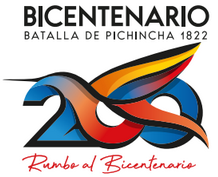 BICENTENARIO
BATALLA DE PICHINCHA 1822
200
Rumbo al Bicentenario